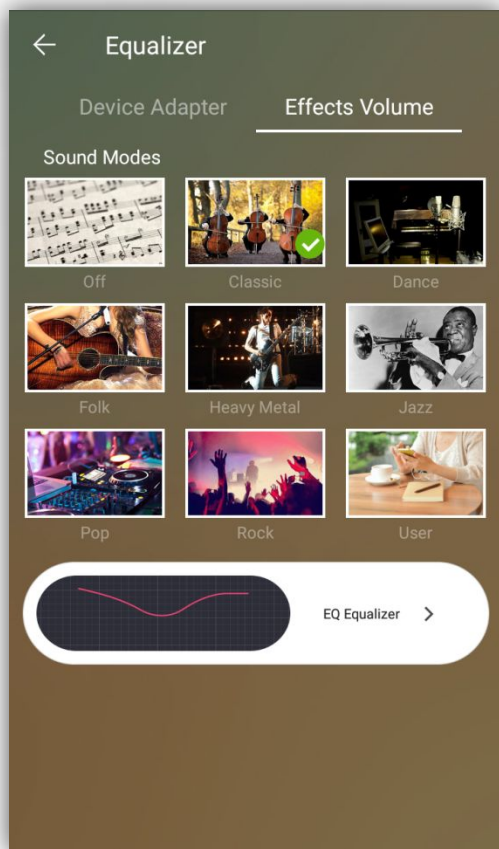 Equalizer
Device Adapter Effects Volume
Sound Modes
Off Classic Dance
Folk Heavy Metal Jazz
Pop Rock User
EQ Equalizer